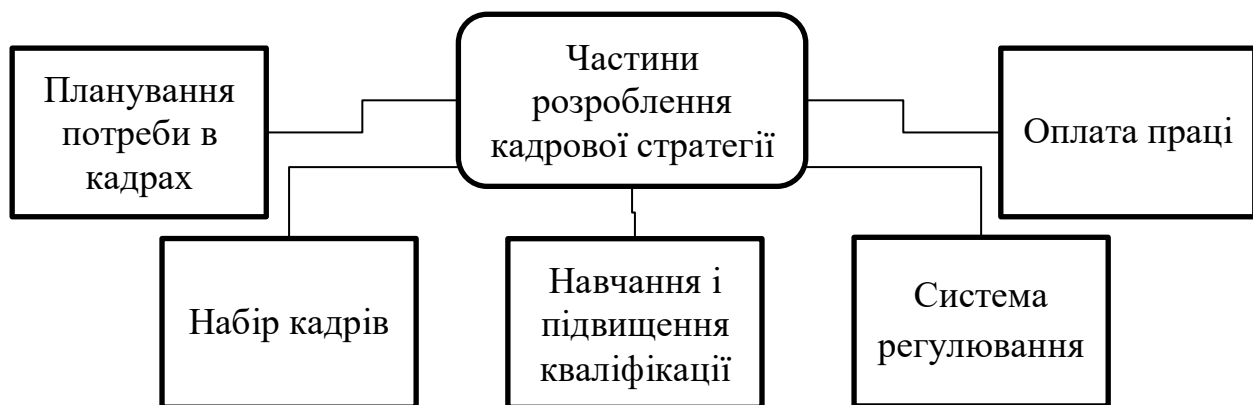 Частини
розроблення
кадрової стратегії
Планування
потреби в
кадрах
Оплата праці
Набір кадрів
Навчання і
підвищення
кваліфікації
Система
регулювання